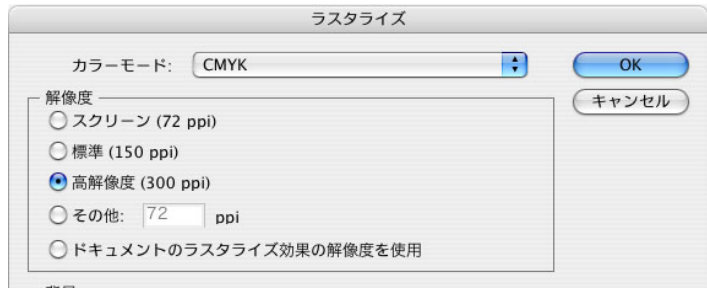 ラスタライズ
カラーモード: CMYK
OK
キャンセル
解像度
スクリーン (72 ppi)
標準 (150 ppi)
高解像度 (300 ppi)
その他: 72 ppi
ドキュメントのラスタライズ効果の解像度を使用